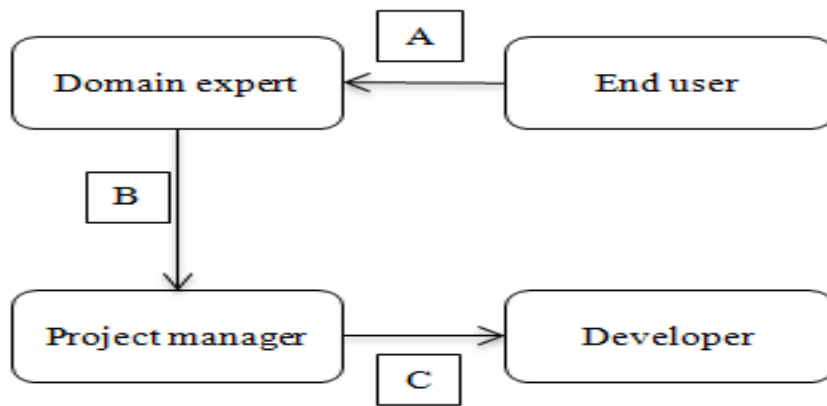 A
Domain expert
End user
B
Project manager
Developer
C